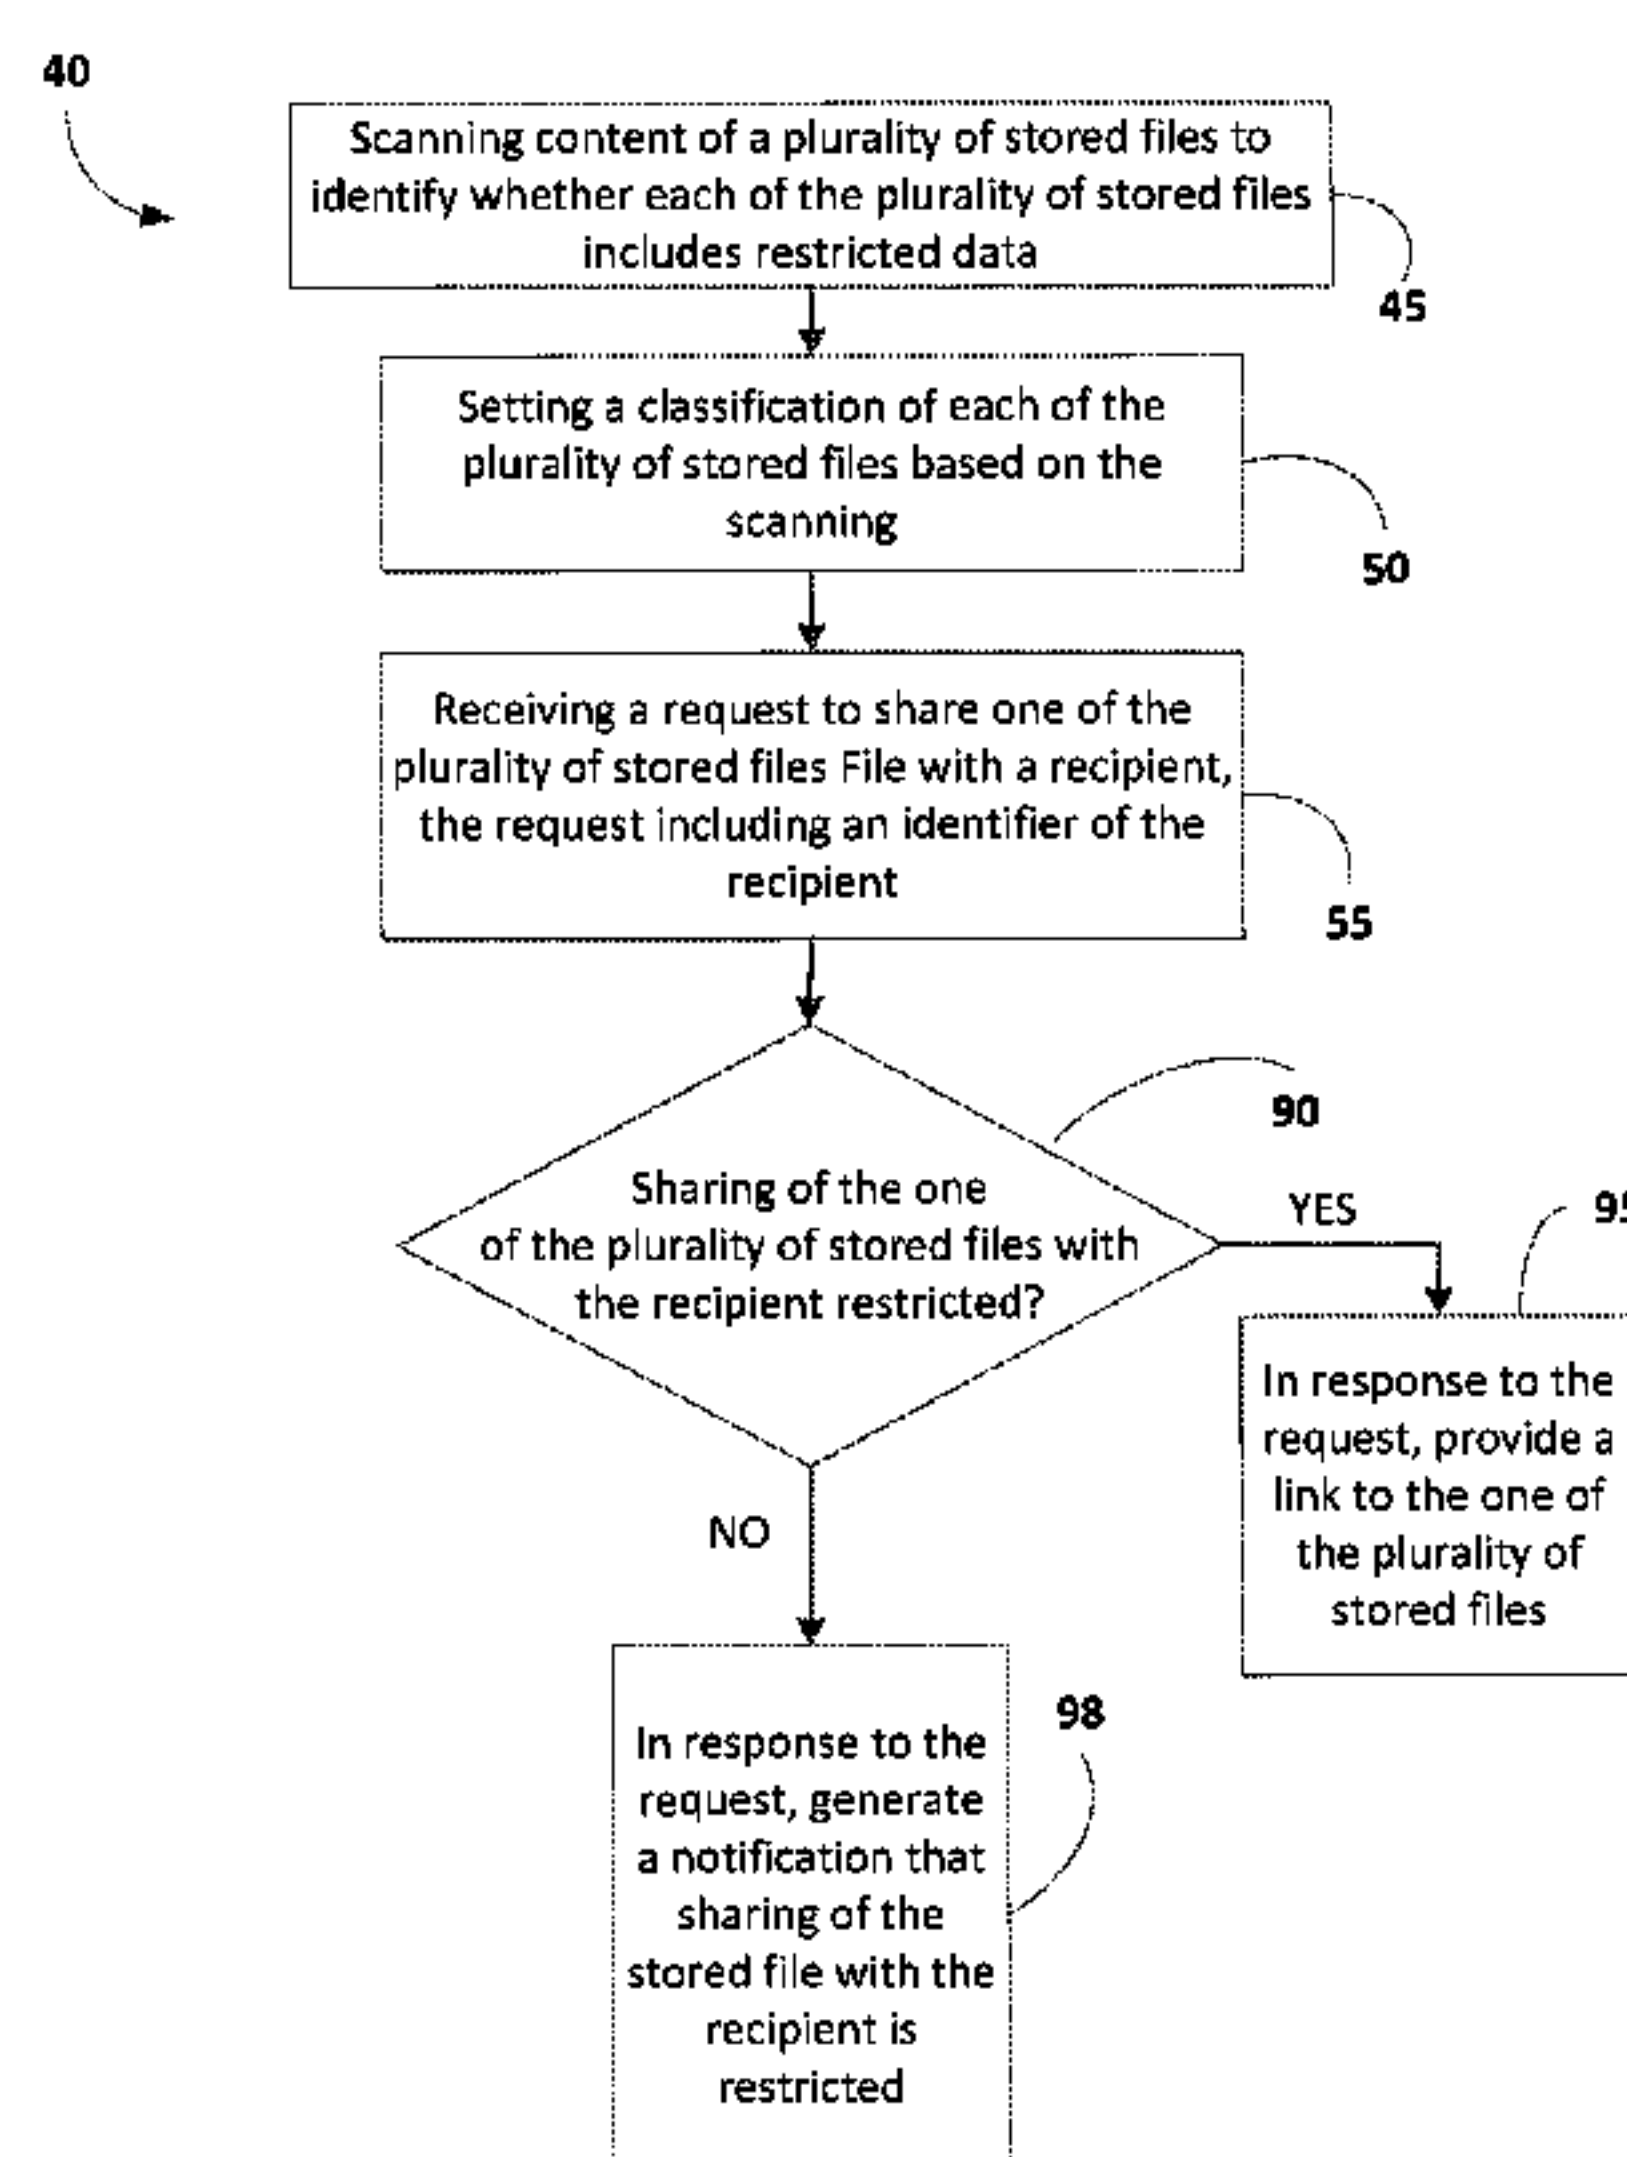 40
Scanning content of a plurality of stored files to
identify whether each of the plurality of stored files
includes restricted data
45
Setting a classification of each of the
plurality of stored files based on the
scanning
50
Receiving a request to share one of the
plurality of stored files File with a recipient,
the request including an identifier of the
recipient
55
90
Sharing of the one
of the plurality of stored files with
the recipient restricted?
YES
In response to the
request, provide a
link to the one of
the plurality of
stored files
NO
98
In response to the
request, generate
a notification that
sharing of the
stored file with the
recipient is
restricted